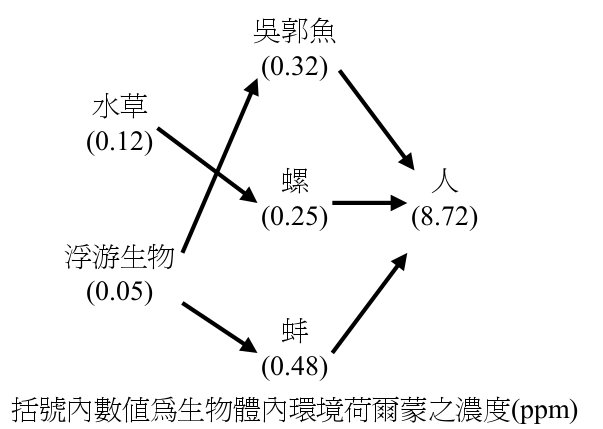 吳郭魚
(0.32)
水草
(0.12)
螺
(0.25)
人
(8.72)
浮游生物
(0.05)
蚌
(0.48)
括號內數值爲生物體內環境荷爾蒙之濃度(ppm)